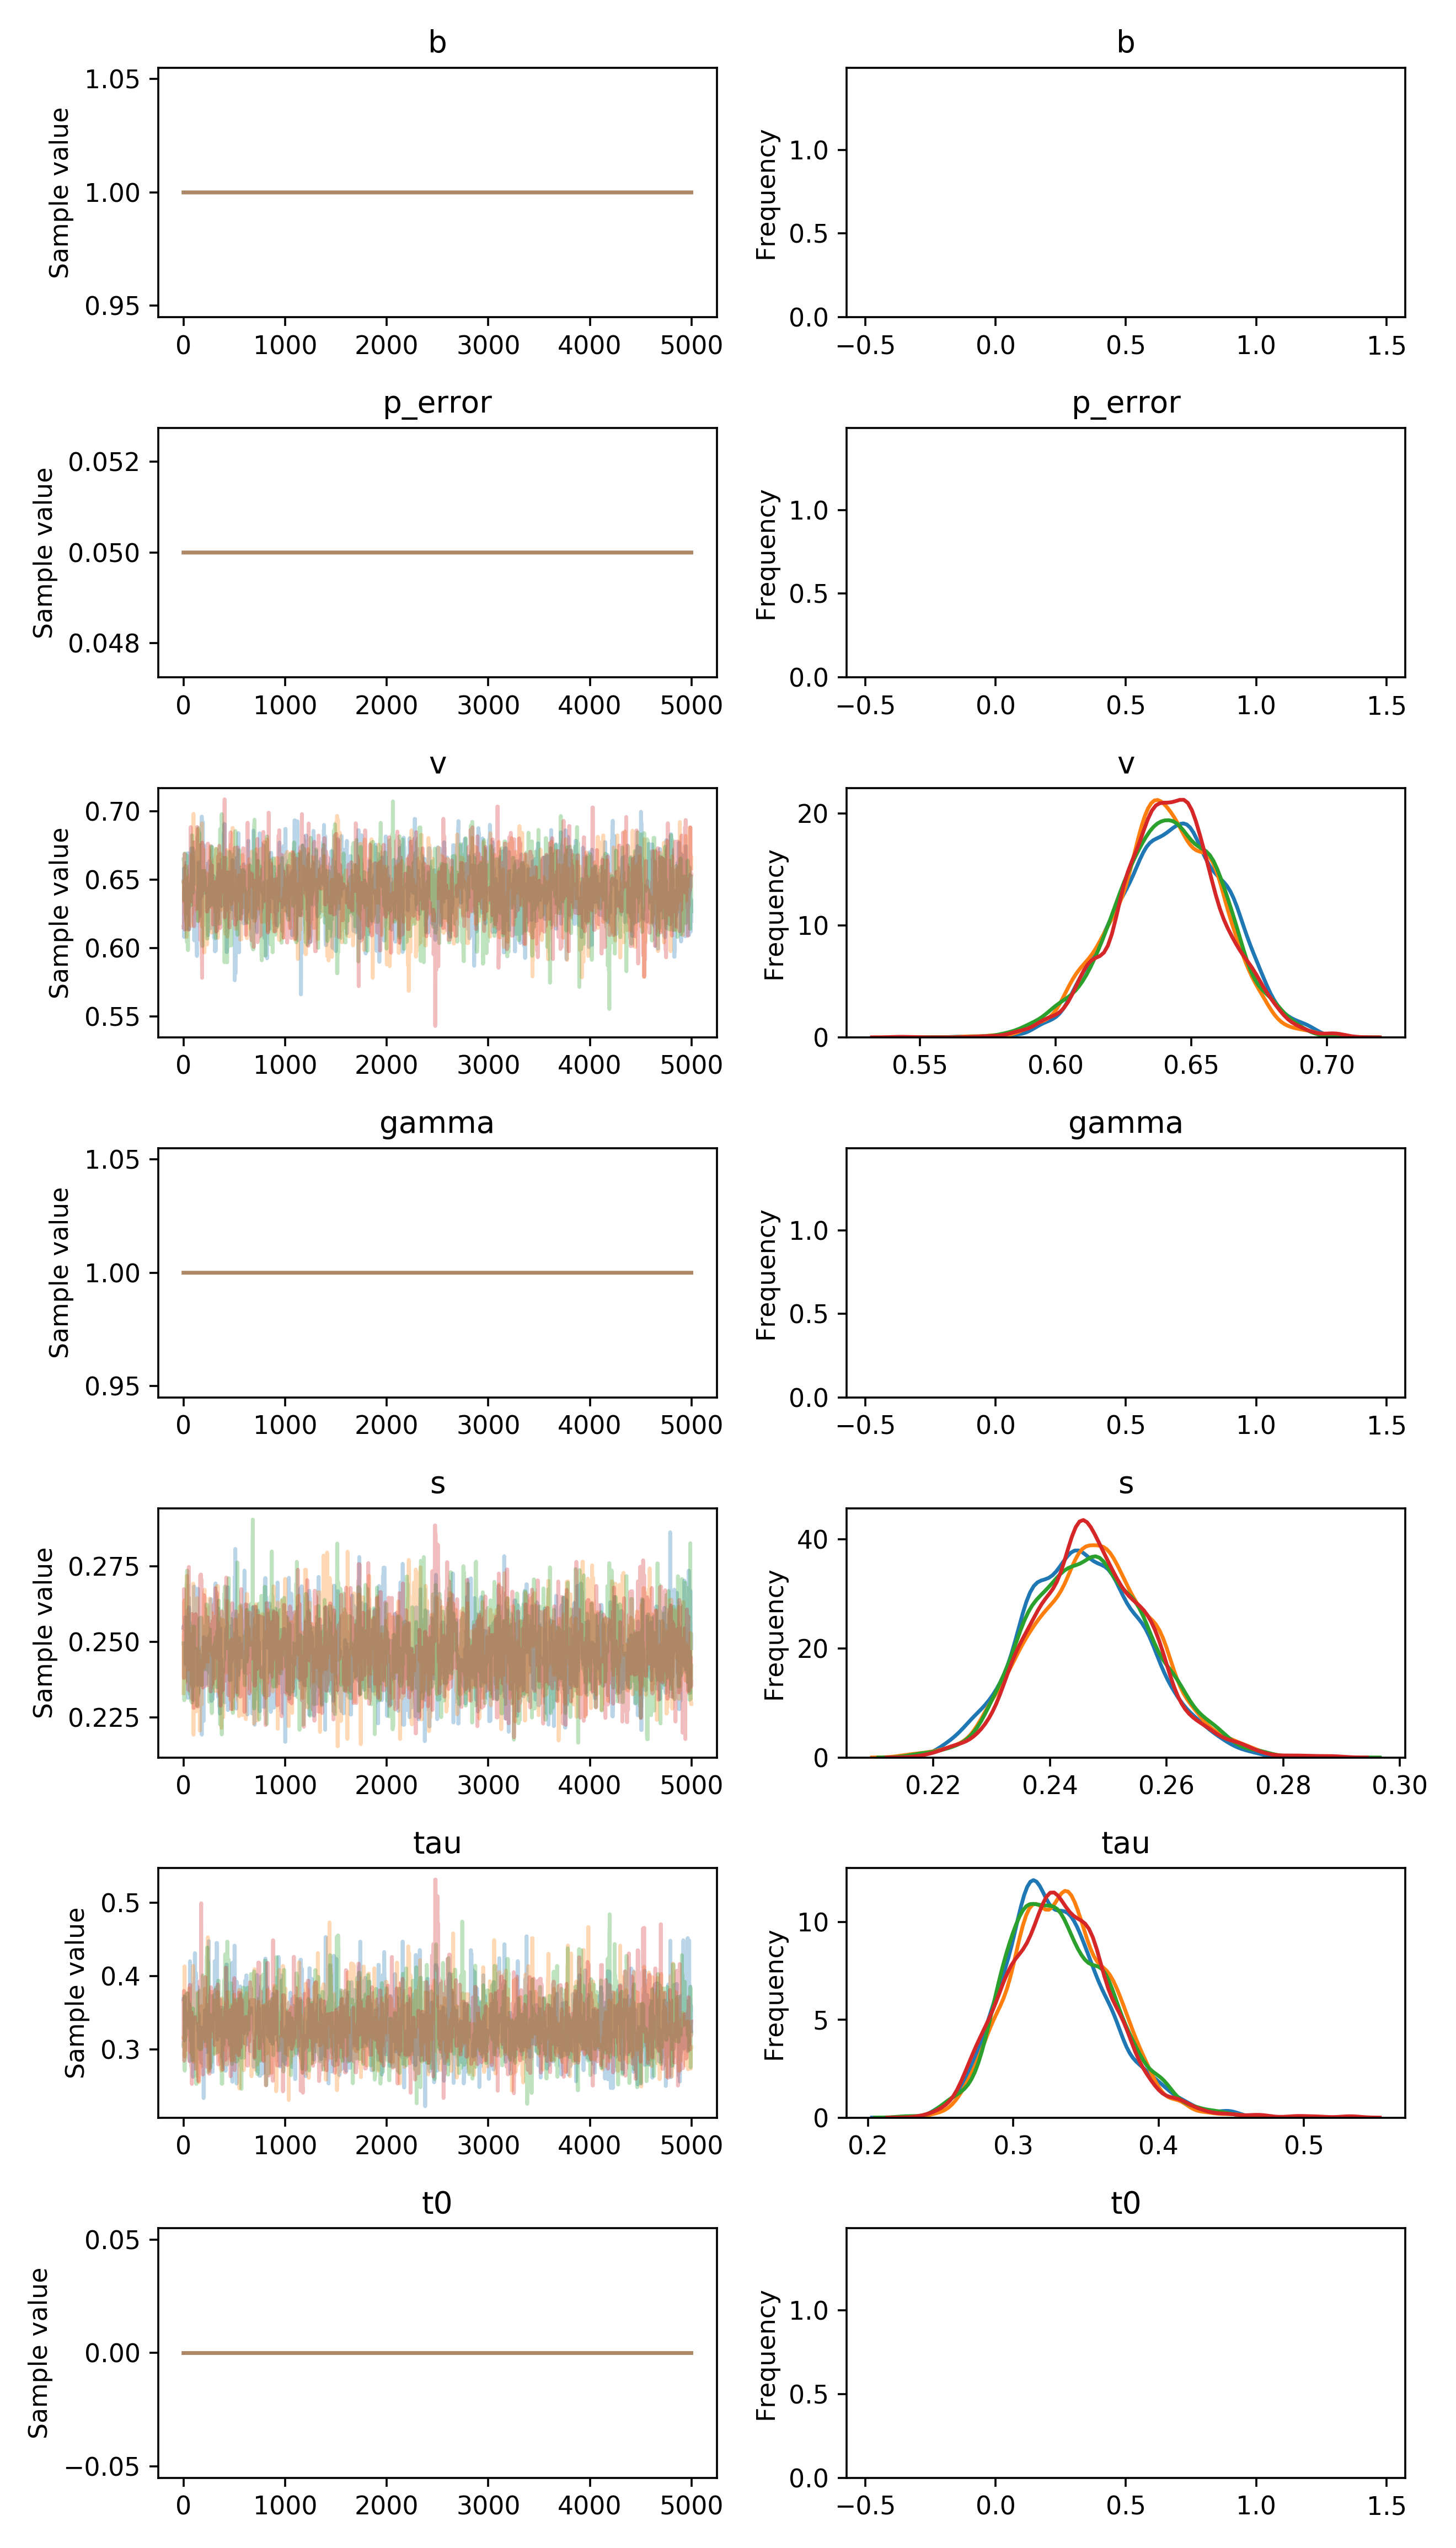 b
b
Sample value
1.05
1.00
0.95
0 1000 2000 3000 4000 5000
Frequency
1.0
0.5
0.0
−0.5 0.0 0.5 1.0 1.5
p_error
p_error
Sample value
0.052
0.050
0.048
0 1000 2000 3000 4000 5000
Frequency
1.0
0.5
0.0
−0.5 0.0 0.5 1.0 1.5
v
v
Sample value
0.70
0.65
0.60
0.55
0 1000 2000 3000 4000 5000
Frequency
20
10
0
0.55 0.60 0.65 0.70
gamma
gamma
Sample value
1.05
1.00
0.95
0 1000 2000 3000 4000 5000
Frequency
1.0
0.5
0.0
−0.5 0.0 0.5 1.0 1.5
s
s
Sample value
0.275
0.250
0.225
0 1000 2000 3000 4000 5000
Frequency
40
20
0
0.22 0.24 0.26 0.28 0.30
tau
tau
Sample value
0.5
0.4
0.3
0 1000 2000 3000 4000 5000
Frequency
10
5
0
0.2 0.3 0.4 0.5
t0
t0
Sample value
0.05
0.00
−0.05
0 1000 2000 3000 4000 5000
Frequency
1.0
0.5
0.0
−0.5 0.0 0.5 1.0 1.5